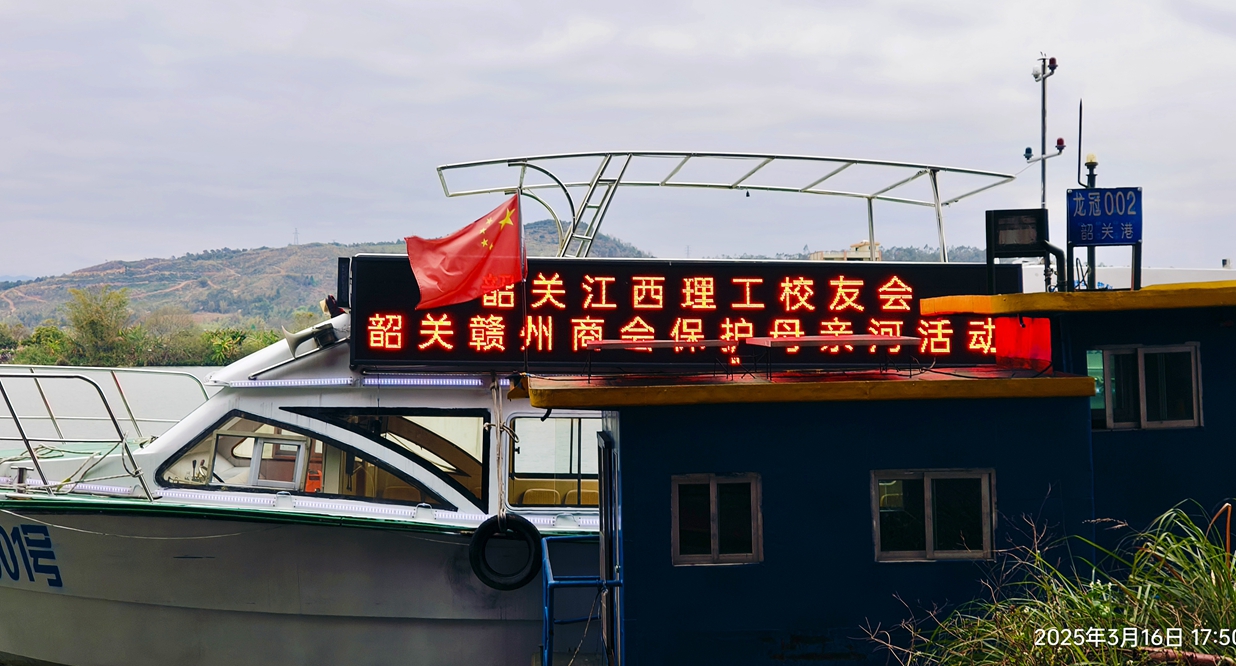 龙冠002
韶关港
韶关江西理工校友会
韶关赣州商会保护母亲河活动
01号
2025年3月16日 17:50